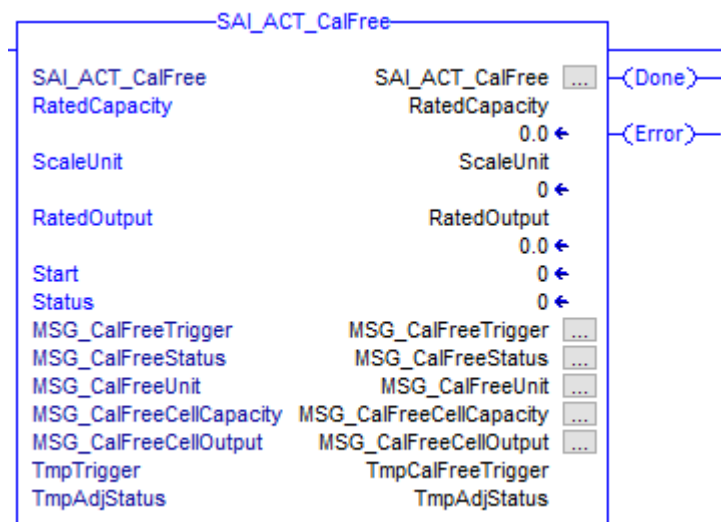 SAI_ACT_CalFree
SAI_ACT_CalFree SAI_ACT_CalFree ... (Done)
RatedCapacity RatedCapacity
0.0 (Error)
ScaleUnit ScaleUnit
0
RatedOutput RatedOutput
0.0
Start 0
Status 0
MSG_CalFreeTrigger MSG_CalFreeTrigger ...
MSG_CalFreeStatus MSG_CalFreeStatus ...
MSG_CalFreeUnit MSG_CalFreeUnit ...
MSG_CalFreeCellCapacity MSG_CalFreeCellCapacity ...
MSG_CalFreeCellOutput MSG_CalFreeCellOutput ...
TmpTrigger TmpCalFreeTrigger
TmpAdjStatus TmpAdjStatus